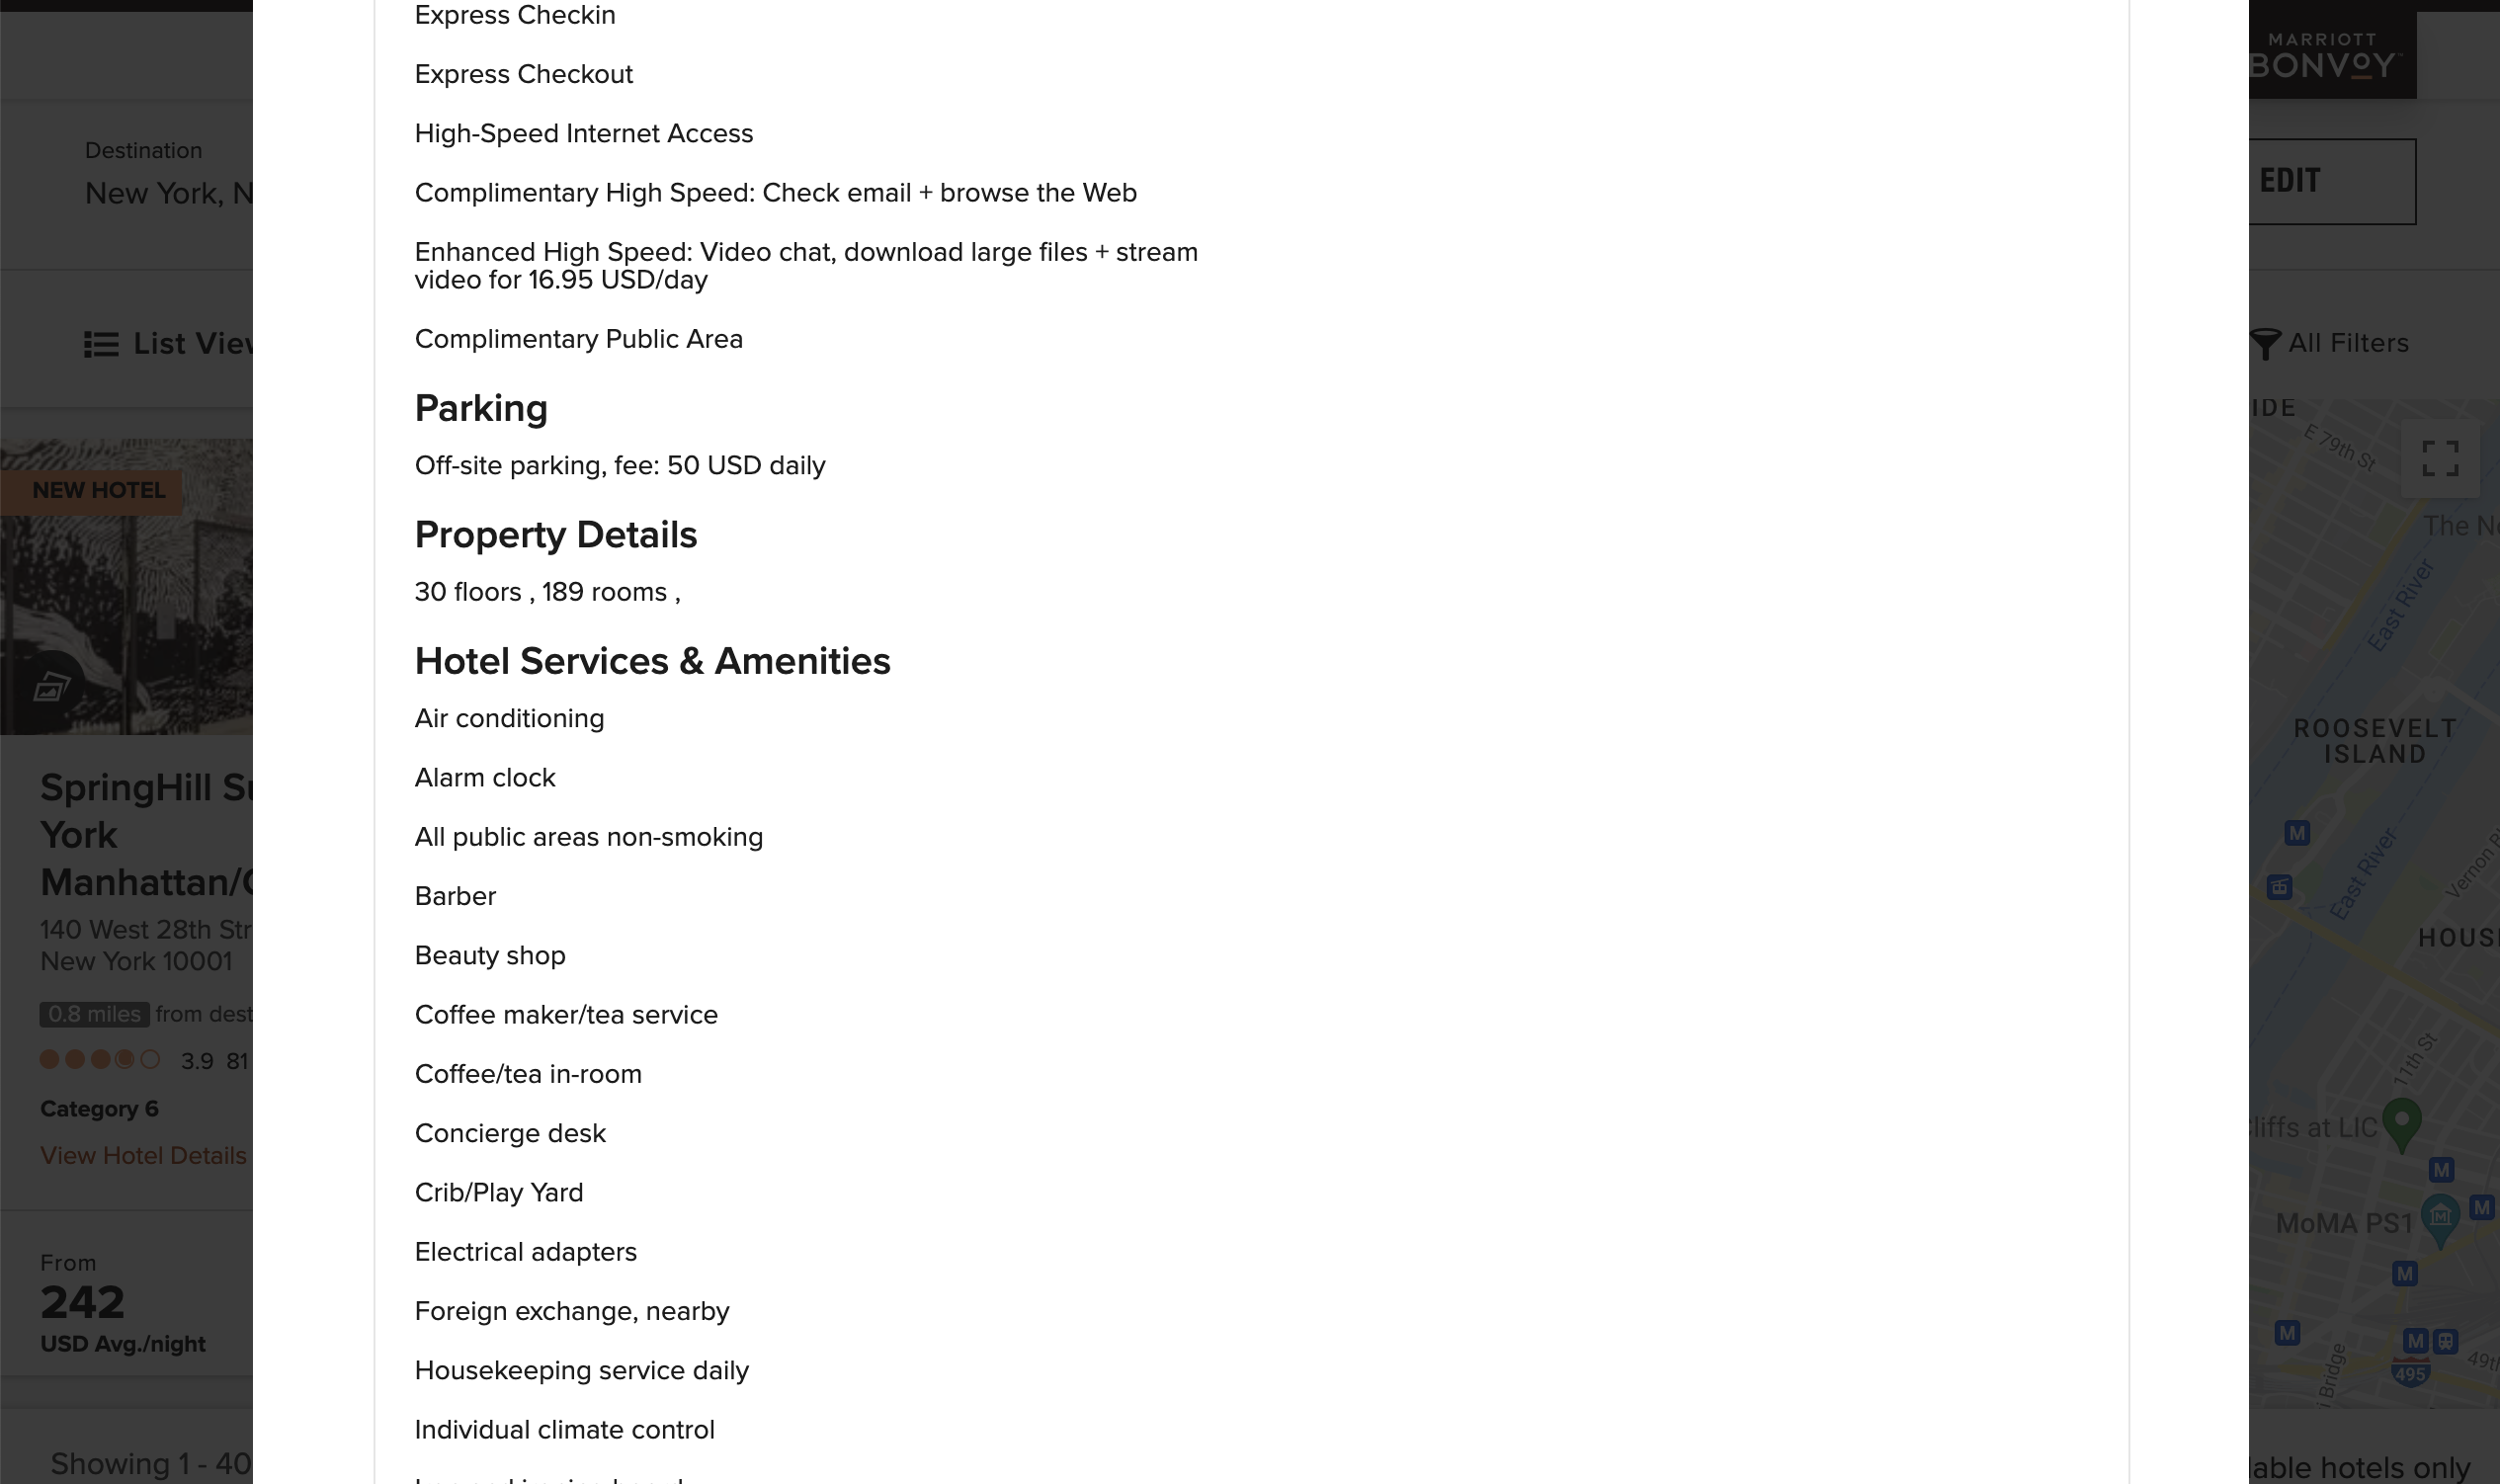 Express Checkin
Express Checkout
High-Speed Internet Access
Complimentary High Speed: Check email + browse the Web
Enhanced High Speed: Video chat, download large files + stream
video for 16.95 USD/day
Complimentary Public Area
Parking
Off-site parking, fee: 50 USD daily
Property Details
30 floors , 189 rooms ,
Hotel Services & Amenities
Air conditioning
Alarm clock
All public areas non-smoking
Barber
Beauty shop
Coffee maker/tea service
Coffee/tea in-room
Concierge desk
Crib/Play Yard
Electrical adapters
Foreign exchange, nearby
Housekeeping service daily
Individual climate control
Destination
New York, N
List View
NEW HOTEL
SpringHill Su
York
Manhattan/C
140 West 28th Str
New York 10001
0.8 miles from dest
3.9 81
Category 6
View Hotel Details
From
242
USD Avg./night
Showing 1 - 40
MARRIOTT
BONVOY
EDIT
All Filters
IDE
E 79th St
The No
East River
ROOSEVELT
ISLAND
M
East River
Vernon Bl
HOUS
11th St
Cliffs at LIC
M
MoMA PS1
M
M
M
M
495
49th
i Bridge
lable hotels only